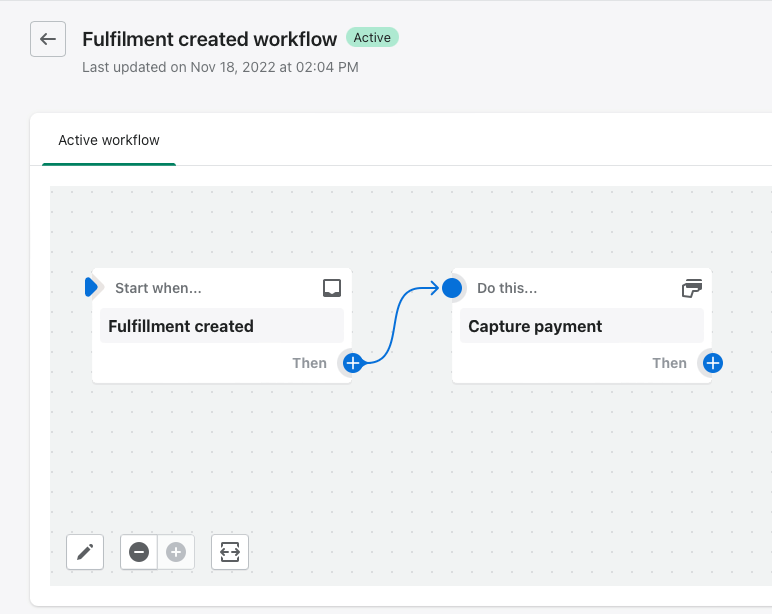 Fulfilment created workflow Active
Last updated on Nov 18, 2022 at 02:04 PM
Active workflow
Start when...
Fulfillment created
Then
Do this...
Capture payment
Then